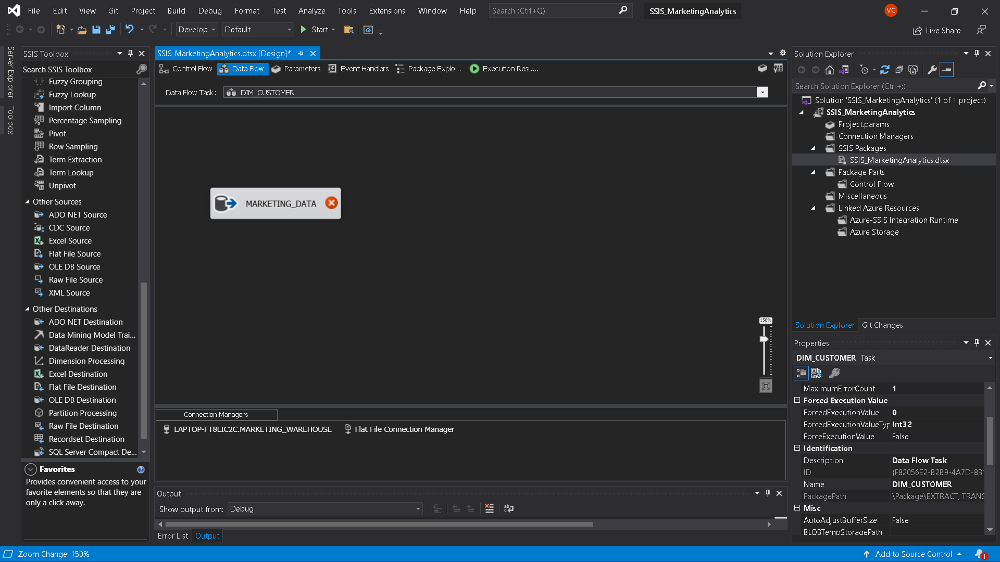 File Edit View Git Project Build Debug Format Test Analyze Tools Extensions Window Help Search (Ctrl+Q) SSIS_MarketingAnalytics VC
Develop Default Start Live Share
Server Explorer
Toolbox
SSIS Toolbox
Search SSIS Toolbox
Fuzzy Grouping
Fuzzy Lookup
Import Column
Percentage Sampling
Pivot
Row Sampling
Term Extraction
Term Lookup
Unpivot
Other Sources
ADO NET Source
CDC Source
Excel Source
Flat File Source
OLE DB Source
Raw File Source
XML Source
Other Destinations
ADO NET Destination
Data Mining Model Trai...
DataReader Destination
Dimension Processing
Excel Destination
Flat File Destination
OLE DB Destination
Partition Processing
Raw File Destination
Recordset Destination
SQL Server Compact De...
Favorites
Provides convenient access to your
favorite elements so that they are
only a click away.
SSIS_MarketingAnalytics.dtsx [Design]*
Control Flow Data Flow Parameters Event Handlers Package Explo... Execution Resu...
Data Flow Task: DIM_CUSTOMER
MARKETING_DATA
150%
Connection Managers
LAPTOP-FT8LIC2C.MARKETING_WAREHOUSE Flat File Connection Manager
Output
Show output from: Debug
Error List Output
Solution Explorer
Search Solution Explorer (Ctrl+;)
Solution 'SSIS_MarketingAnalytics' (1 of 1 project)
SSIS_MarketingAnalytics
Project.params
Connection Managers
SSIS Packages
SSIS_MarketingAnalytics.dtsx
Package Parts
Control Flow
Miscellaneous
Linked Azure Resources
Azure-SSIS Integration Runtime
Azure Storage
Solution Explorer Git Changes
Properties
DIM_CUSTOMER Task
MaximumErrorCount 1
Forced Execution Value
ForcedExecutionValue 0
ForcedExecutionValueTyp Int32
ForceExecutionValue False
Identification
Description Data Flow Task
ID {F82056E2-B2B9-4A7D-831
Name DIM_CUSTOMER
PackagePath \Package\EXTRACT, TRANS
Misc
AutoAdjustBufferSize False
BLOBTempStoragePath
Zoom Change: 150% Add to Source Control 1